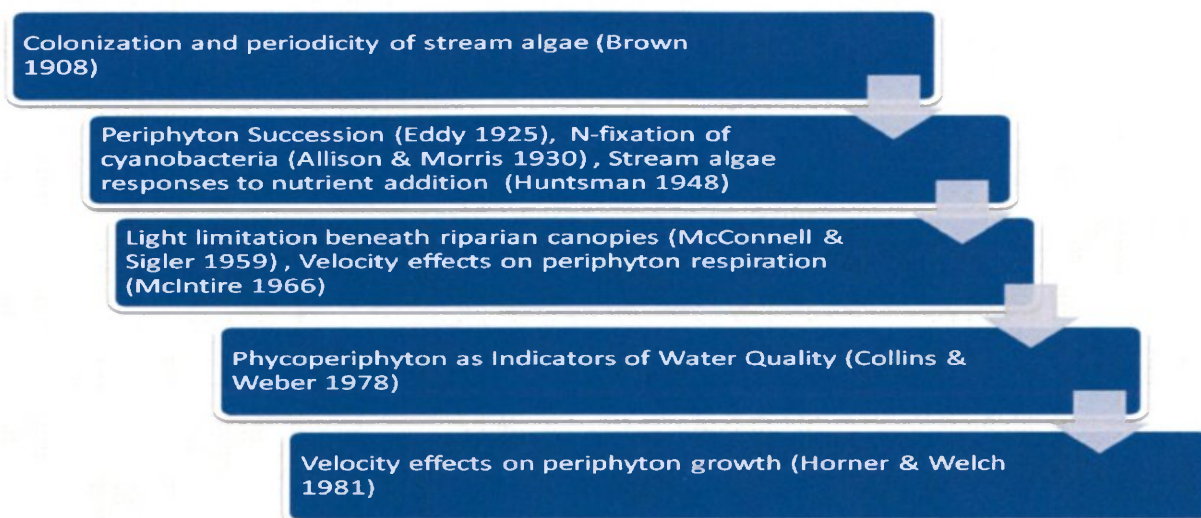 Colonization and periodicity of stream algae (Brown
1908)
Periphyton Succession (Eddy 1925), N-fixation of
cyanobacteria (Allison & Morris 1930), Stream algae
responses to nutrient addition (Huntsman 1948)
Light limitation beneath riparian canopies (McConnell &
Sigler 1959), Velocity effects on periphyton respiration
(McIntire 1966)
Phycoperiphyton as Indicators of Water Quality (Collins &
Weber 1978)
Velocity effects on periphyton growth (Horner & Welch
1981)